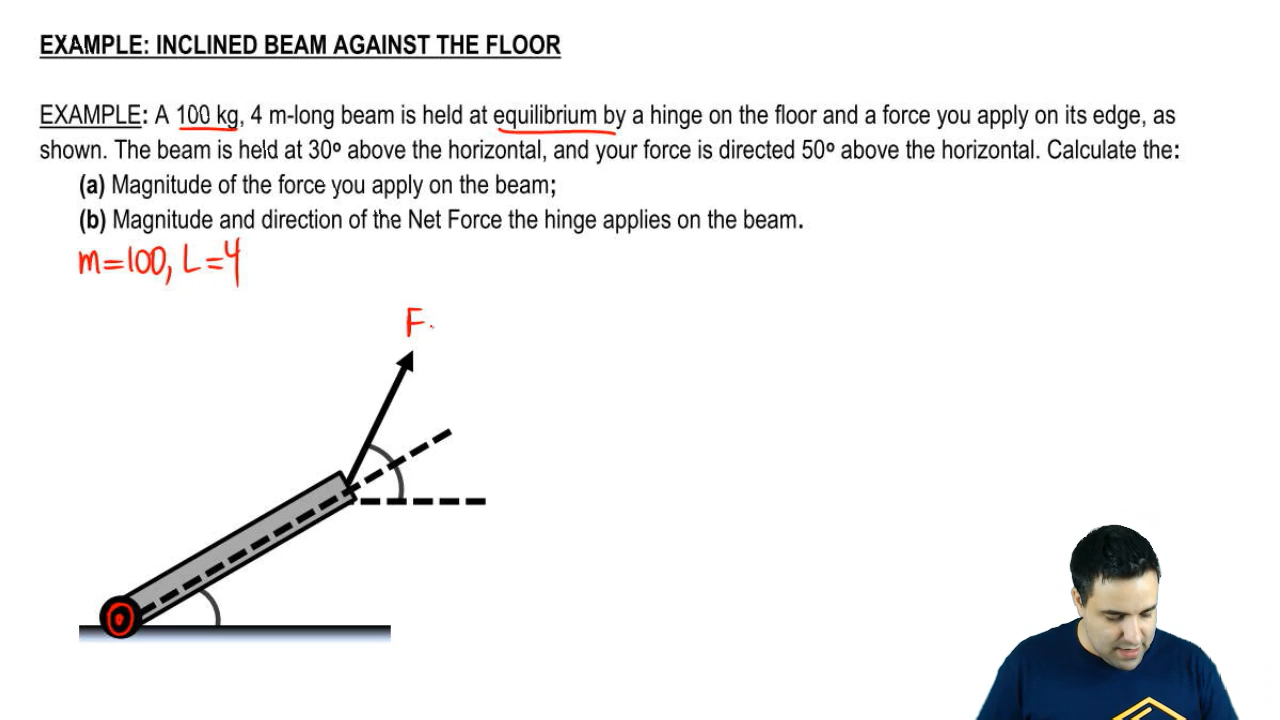 EXAMPLE: INCLINED BEAM AGAINST THE FLOOR
EXAMPLE: A 100 kg, 4 m-long beam is held at equilibrium by a hinge on the floor and a force you apply on its edge, as
shown. The beam is held at 30º above the horizontal, and your force is directed 50º above the horizontal. Calculate the:
(a) Magnitude of the force you apply on the beam;
(b) Magnitude and direction of the Net Force the hinge applies on the beam.
m=100, L=4
F